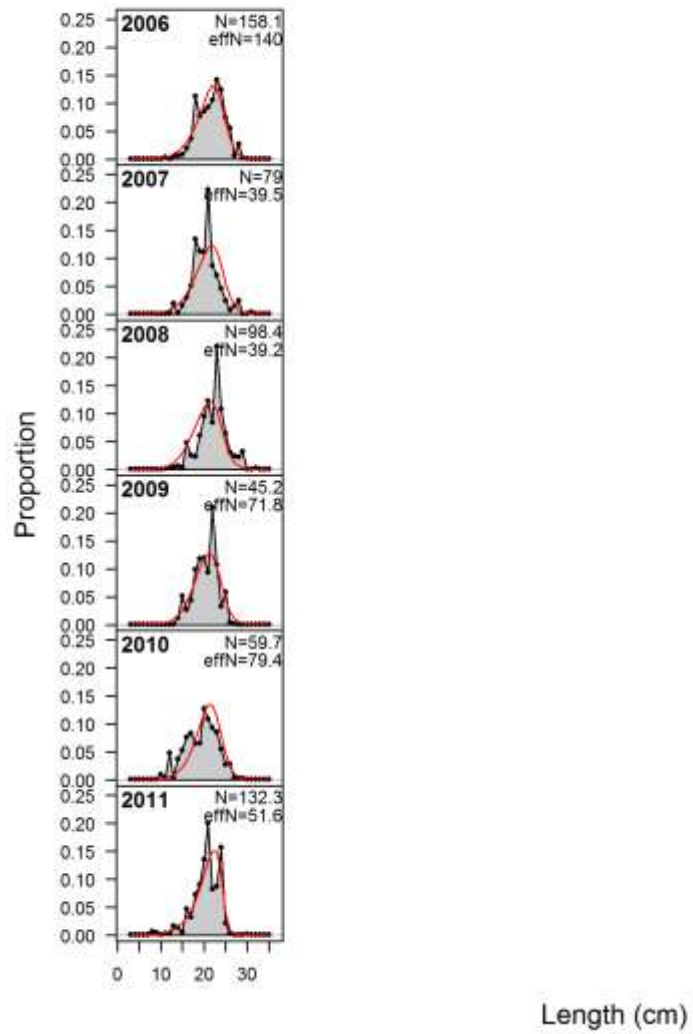 2006
N=158.1
effN=140
0.25
0.20
0.15
0.10
0.05
0.00
2007
N=79
effN=39.5
0.25
0.20
0.15
0.10
0.05
0.00
2008
N=98.4
effN=39.2
0.25
0.20
0.15
0.10
0.05
0.00
2009
N=45.2
effN=71.8
0.25
0.20
0.15
0.10
0.05
0.00
2010
N=59.7
effN=79.4
0.25
0.20
0.15
0.10
0.05
0.00
2011
N=132.3
effN=51.6
0.25
0.20
0.15
0.10
0.05
0.00
Proportion
0 10 20 30
Length (cm)